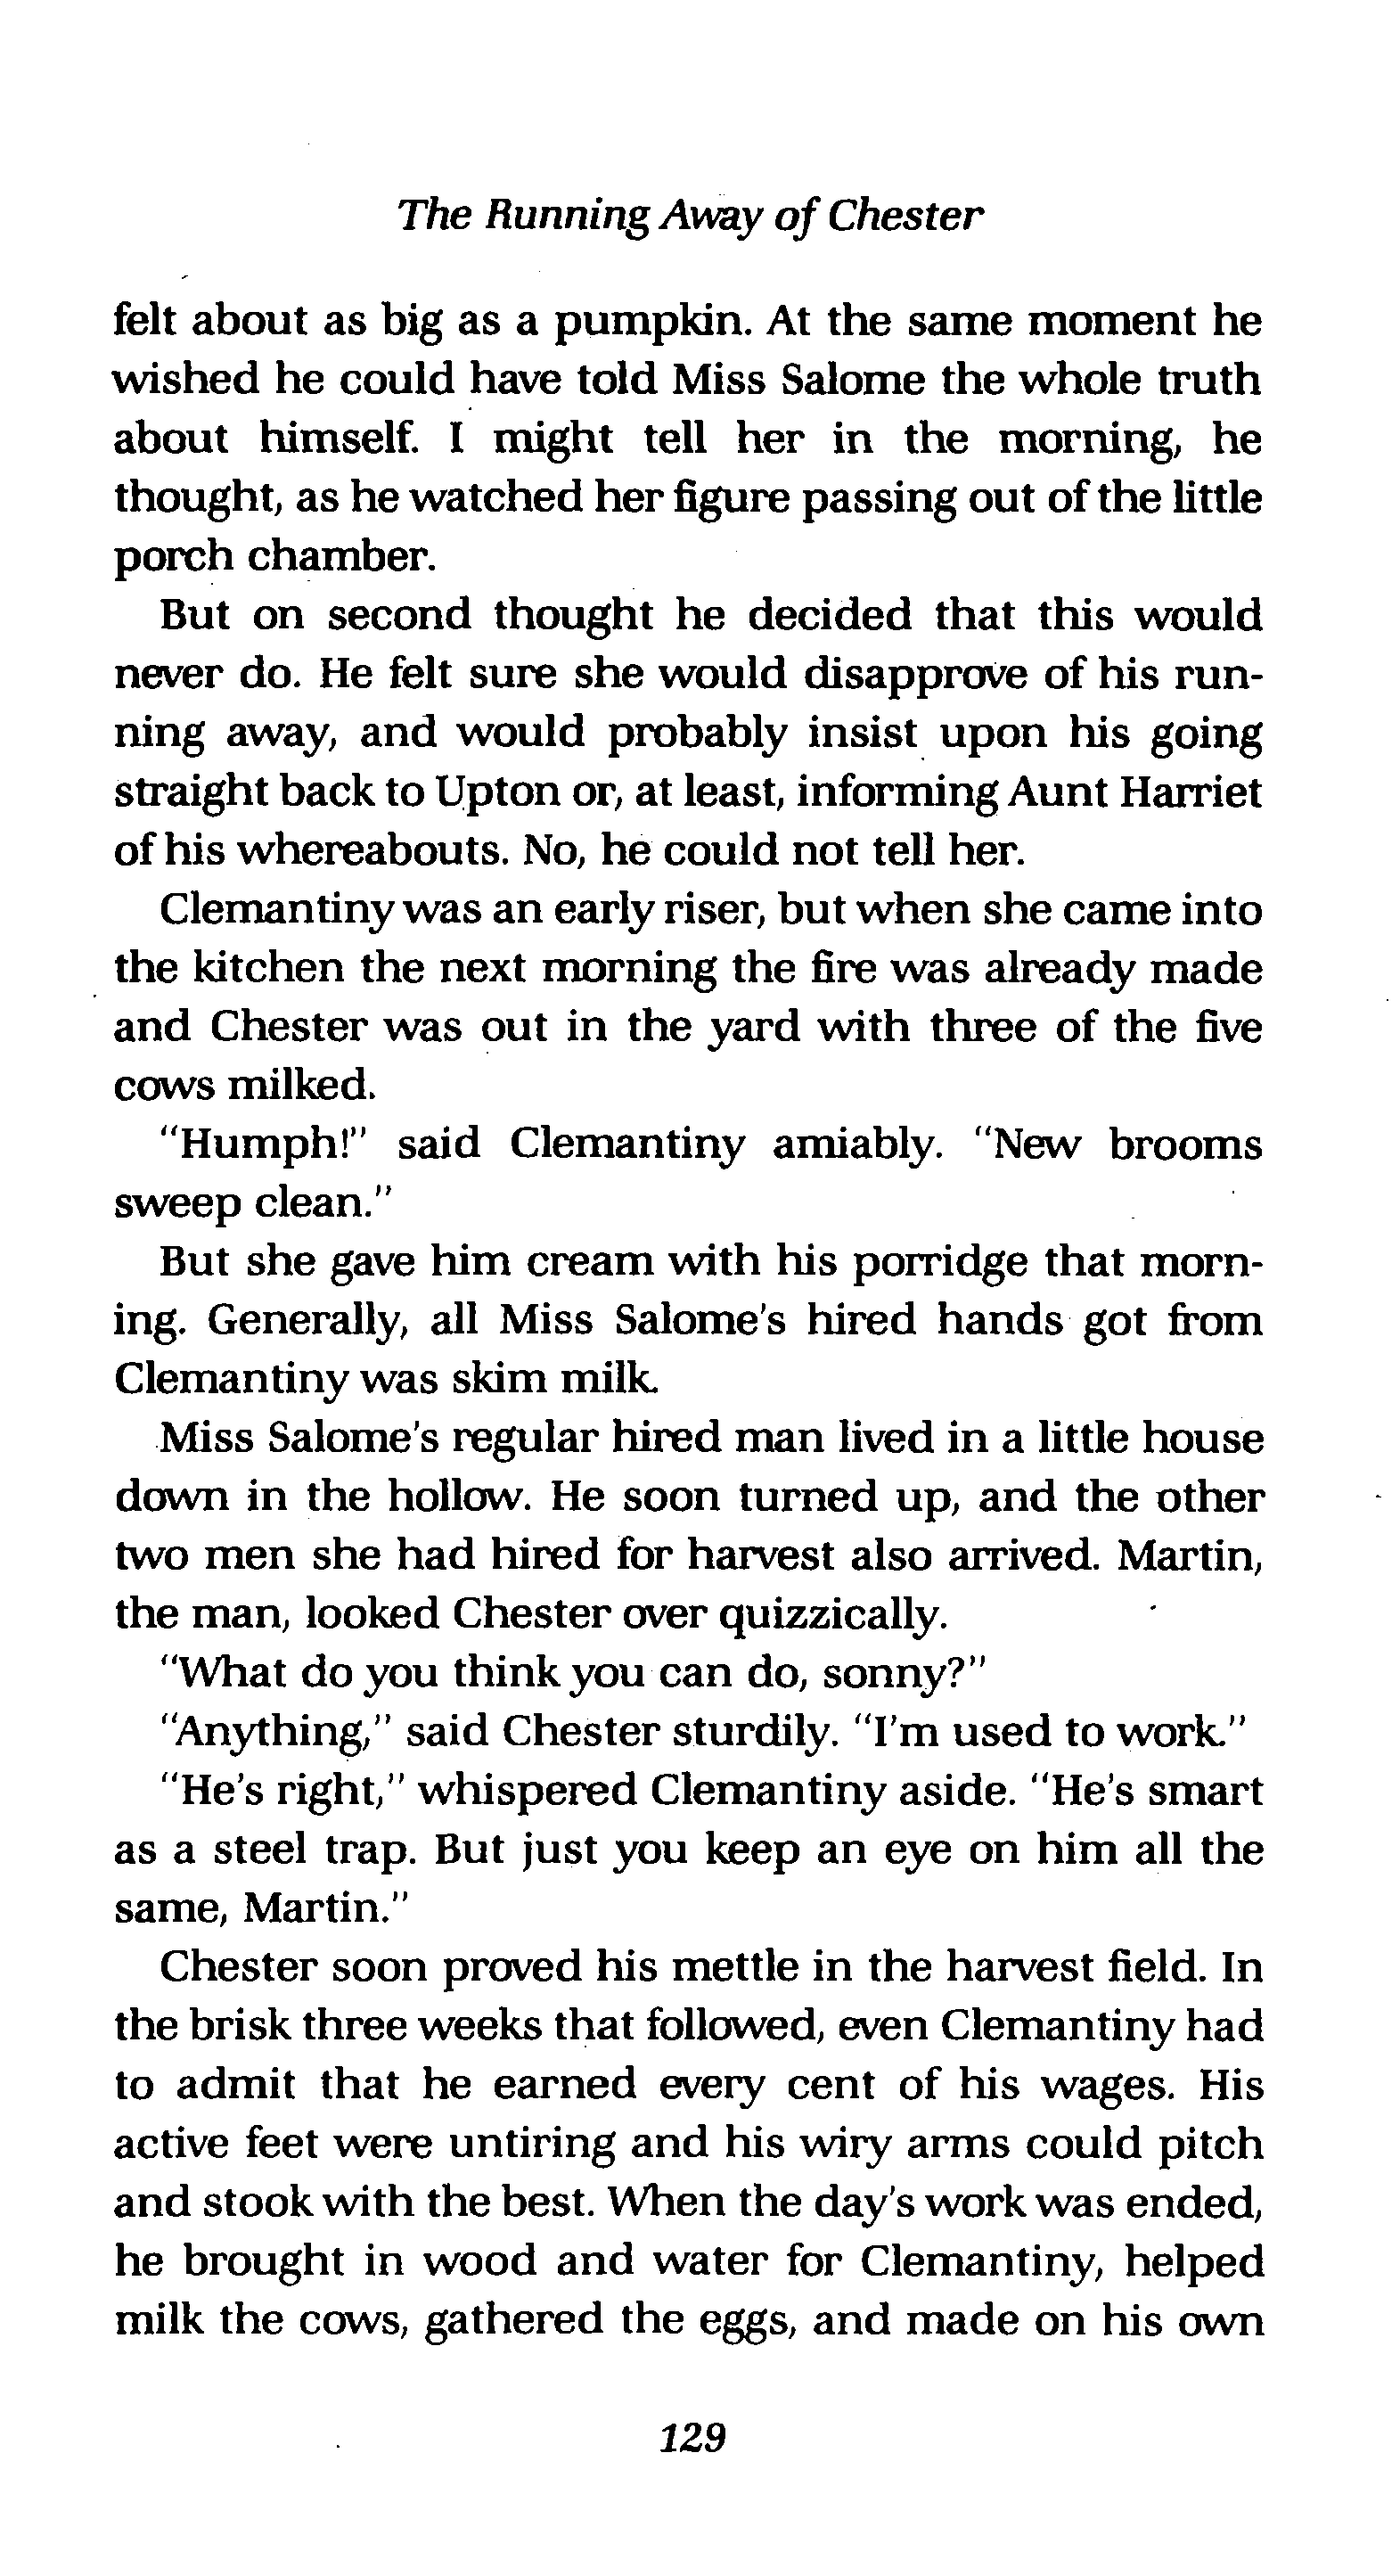 The Running Away of Chester
felt about as big as a pumpkin. At the same moment he
wished he could have told Miss Salome the whole truth
about himself. I might tell her in the morning, he
thought, as he watched her figure passing out of the little
porch chamber.
But on second thought he decided that this would
never do. He felt sure she would disapprove of his run-
ning away, and would probably insist upon his going
straight back to Upton or, at least, informing Aunt Harriet
of his whereabouts. No, he could not tell her.
Clemantiny was an early riser, but when she came into
the kitchen the next morning the fire was already made
and Chester was out in the yard with three of the five
cows milked.
"Humph!" said Clemantiny amiably. "New brooms
sweep clean."
But she gave him cream with his porridge that morn-
ing. Generally, all Miss Salome's hired hands got from
Clemantiny was skim milk.
Miss Salome's regular hired man lived in a little house
down in the hollow. He soon turned up, and the other
two men she had hired for harvest also arrived. Martin,
the man, looked Chester over quizzically.
"What do you think you can do, sonny?"
"Anything," said Chester sturdily. "I'm used to work."
"He's right," whispered Clemantiny aside. "He's smart
as a steel trap. But just you keep an eye on him all the
same, Martin."
Chester soon proved his mettle in the harvest field. In
the brisk three weeks that followed, even Clemantiny had
to admit that he earned every cent of his wages. His
active feet were untiring and his wiry arms could pitch
and stook with the best. When the day's work was ended,
he brought in wood and water for Clemantiny, helped
milk the cows, gathered the eggs, and made on his own
129